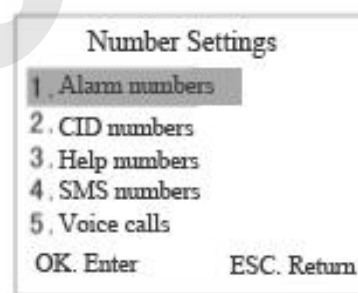 Number Settings
1. Alarm numbers
2. CID numbers
3. Help numbers
4. SMS numbers
5. Voice calls
OK. Enter ESC. Return